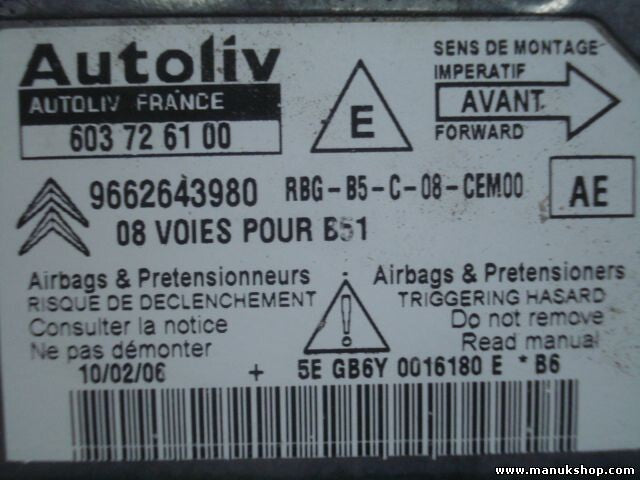 Autoliv
AUTOLIV FRANCE
603 72 61 00
E
SENS DE MONTAGE
IMPERATIF
AVANT
FORWARD
9662643980 RBG-B5-C-08-CEM00
AE
08 VOIES POUR B51
Airbags & Pretensionneurs
RISQUE DE DECLENCHEMENT
Consulter la notice
Ne pas démonter
!
Airbags & Pretensioners
TRIGGERING HASARD
Do not remove
Read manual
10/02/06 + 5E GB6Y 0016180 E * B6
www.manukshop.com